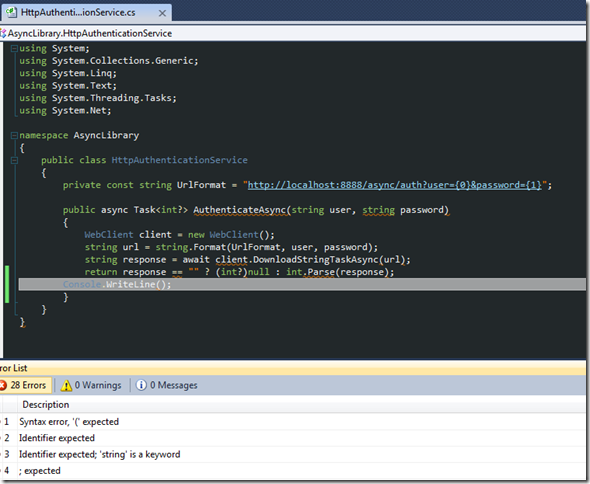 HttpAuthenti...ionService.cs
AsyncLibrary.HttpAuthenticationService
using System;
using System.Collections.Generic;
using System.Linq;
using System.Text;
using System.Threading.Tasks;
using System.Net;
namespace AsyncLibrary
{
public class HttpAuthenticationService
{
private const string UrlFormat = "http://localhost:8888/async/auth?user={0}&password={1}";
public async Task<int?> AuthenticateAsync(string user, string password)
{
WebClient client = new WebClient();
string url = string.Format(UrlFormat, user, password);
string response = await client.DownloadStringTaskAsync(url);
return response == "" ? (int?)null : int.Parse(response);
Console.WriteLine();
}
}
}
ror List
28 Errors 0 Warnings 0 Messages
Description
1 Syntax error, '(' expected
2 Identifier expected
3 Identifier expected; 'string' is a keyword
4 ; expected